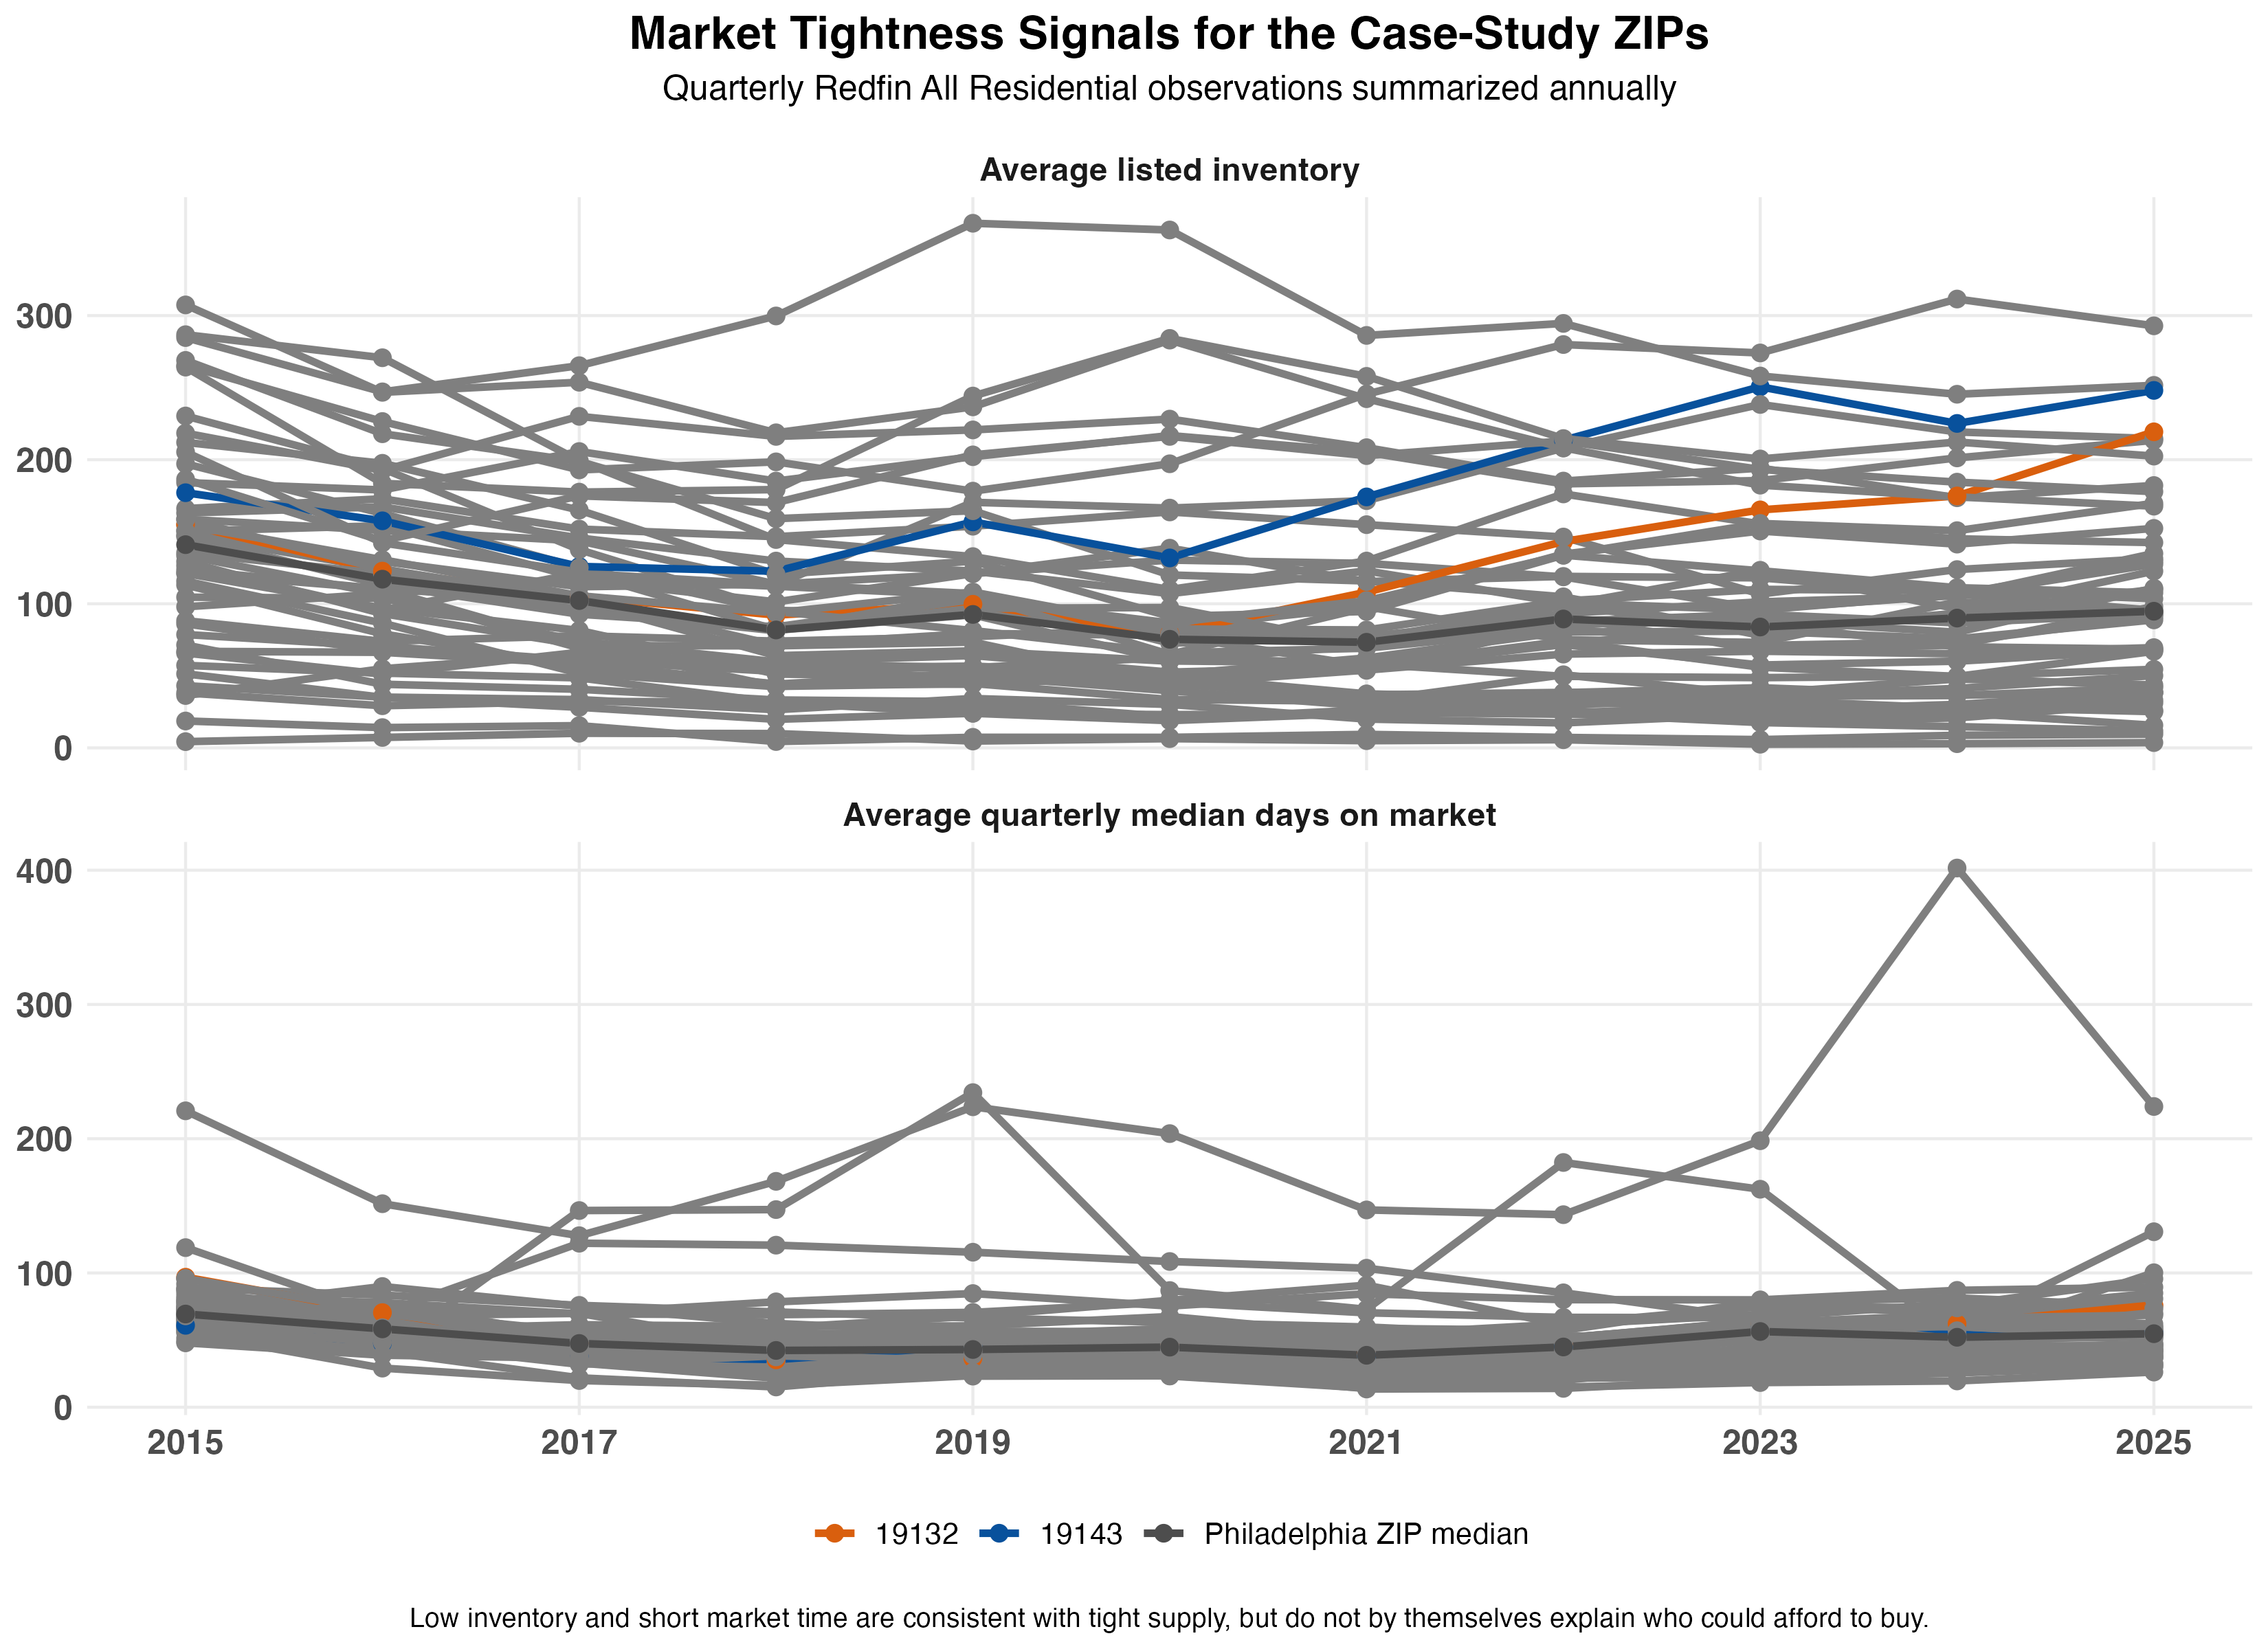 Market Tightness Signals for the Case-Study ZIPs
Quarterly Redfin All Residential observations summarized annually
Average listed inventory
300
200
100
0
Average quarterly median days on market
400
300
200
100
0
2015 2017 2019 2021 2023 2025
19132 19143 Philadelphia ZIP median
Low inventory and short market time are consistent with tight supply, but do not by themselves explain who could afford to buy.